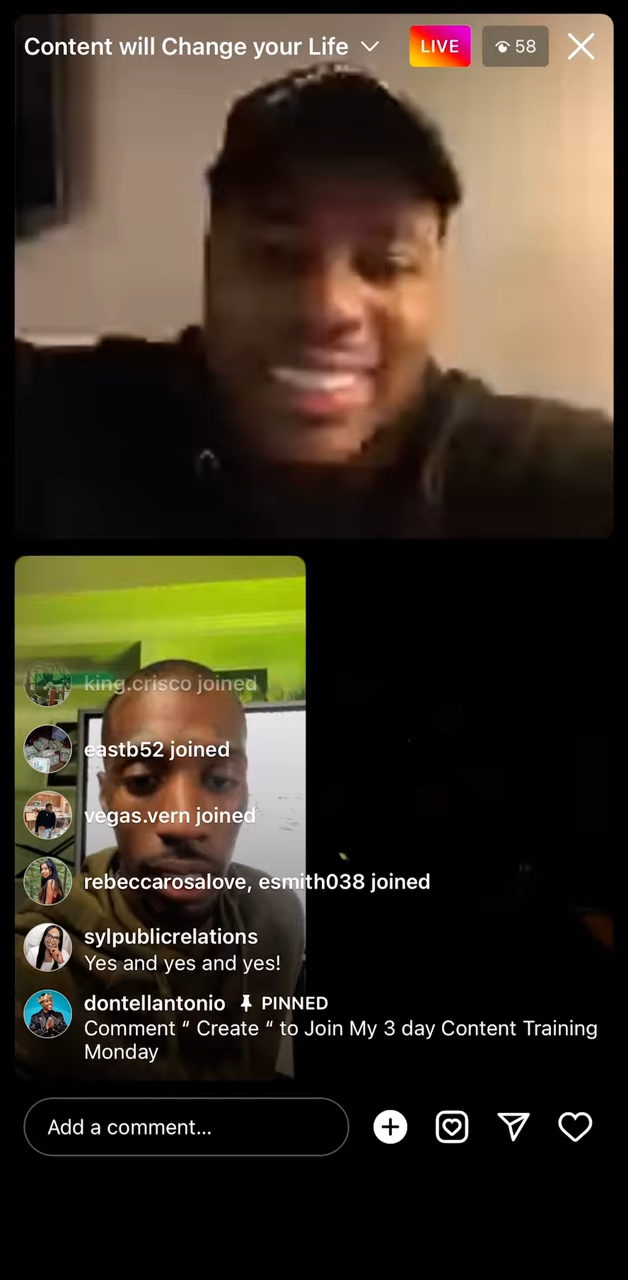 Content will Change your Life
LIVE
58
king.crisco joined
eastb52 joined
vegas.vern joined
rebeccarosalove, esmith038 joined
sylpublicrelations
Yes and yes and yes!
dontellantonio PINNED
Comment “ Create “ to Join My 3 day Content Training
Monday
Add a comment...